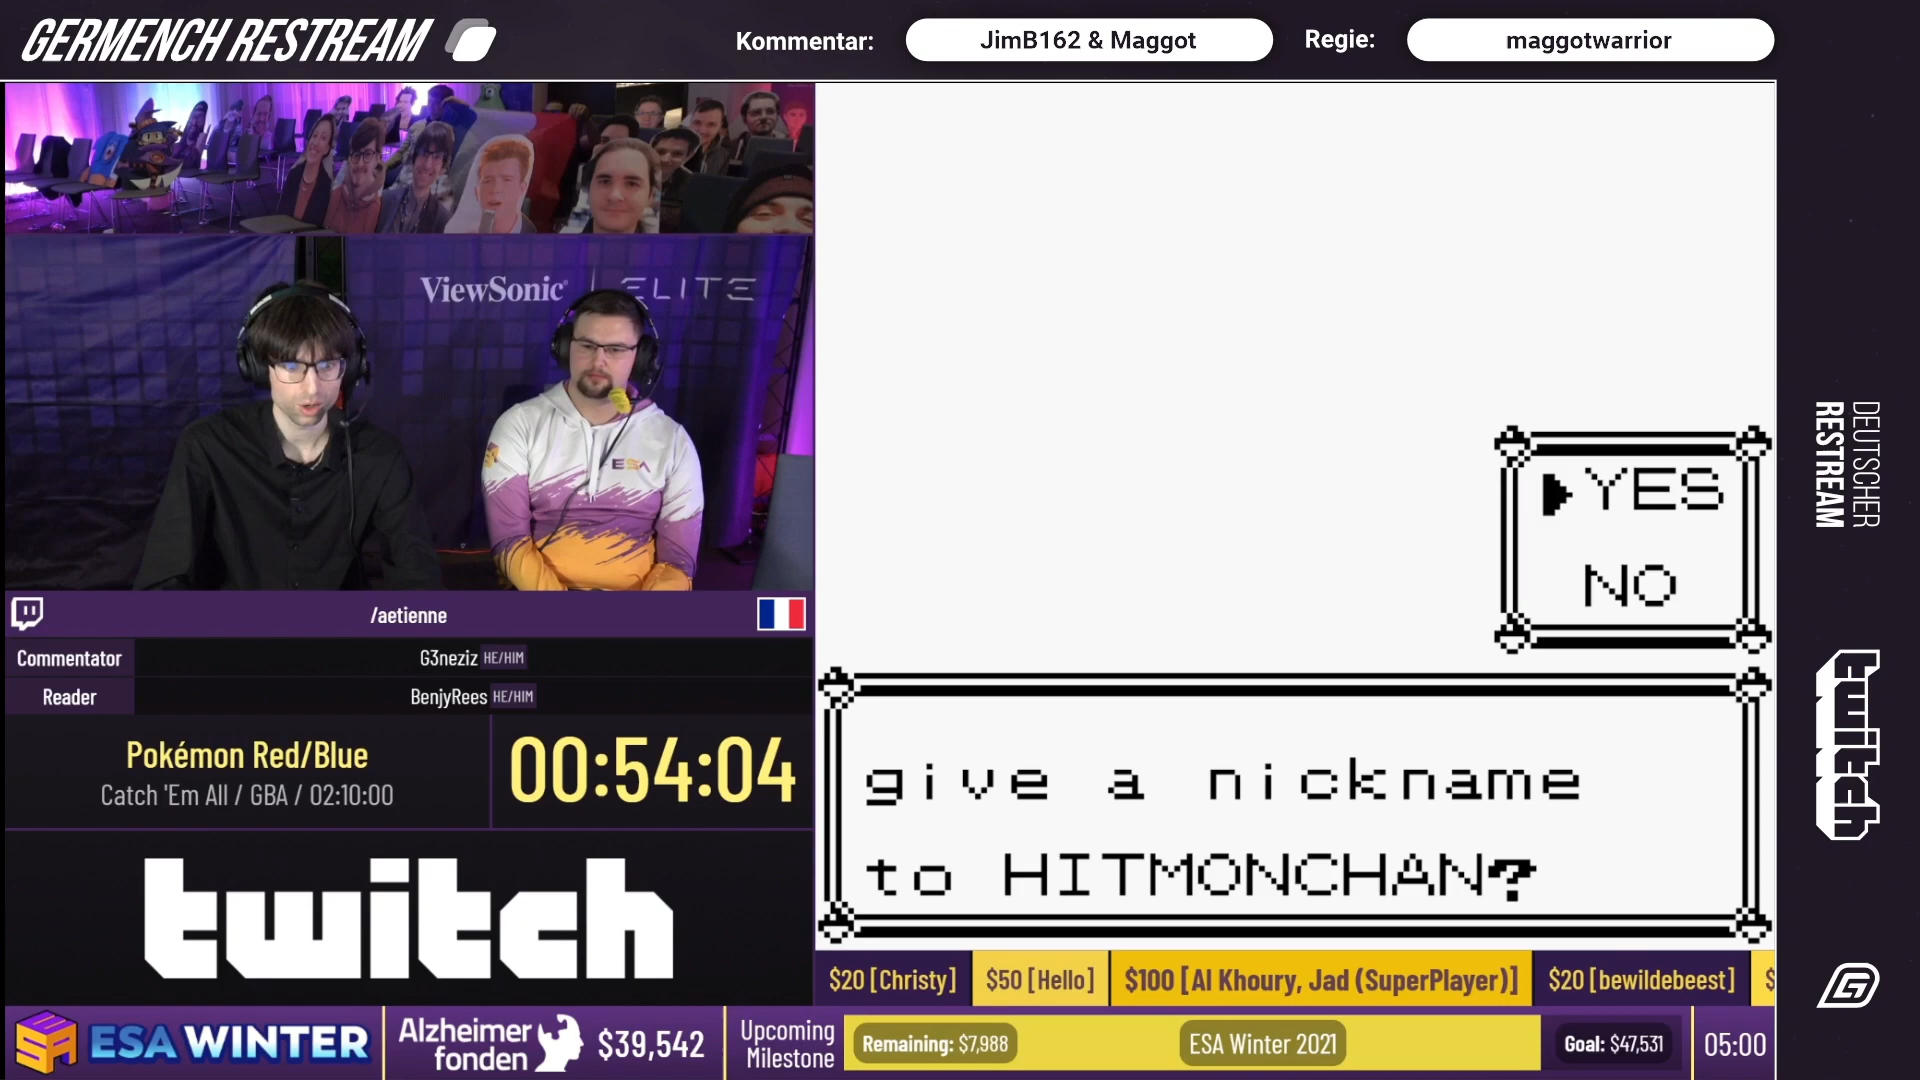 GERMENCH RESTREAM
Kommentar:
JimB162 & Maggot
Regie:
maggotwarrior
ViewSonic | ELITE
ESA
/aetienne
Commentator
G3neziz HE/HIM
Reader
BenjyRees HE/HIM
Pokémon Red/Blue
Catch 'Em All / GBA / 02:10:00
00:54:04
twitch
YES
NO
give a nickname
to HITMONCHAN?
$20 [Christy]
$50 [Hello]
$100 [Al Khoury, Jad (SuperPlayer)]
$20 [bewildebeest]
$
ESA WINTER
Alzheimer
fonden
$39,542
Upcoming
Milestone
Remaining: $7,988
ESA Winter 2021
Goal: $47,531
05:00
DEUTSCHER
RESTREAM
twitch
G